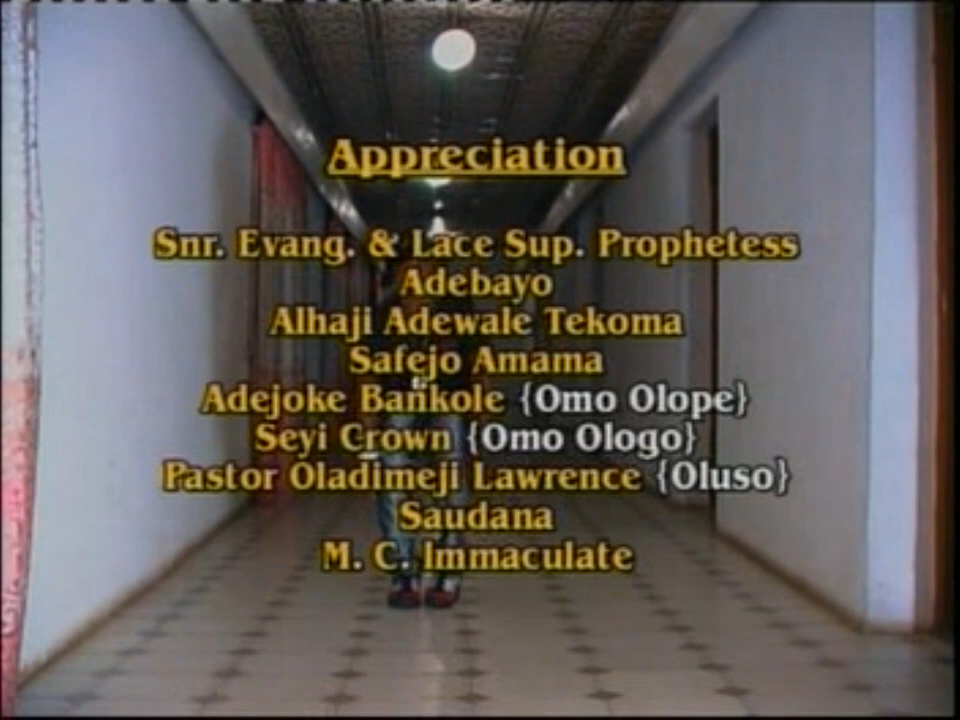 Appreciation
Snr. Evang. & Lace Sup. Prophetess
Adebayo
Alhaji Adewale Tekoma
Safejo Amama
Adejoke Bankole {Omo Olope}
Seyi Crown {Omo Ologo}
Pastor Oladimeji Lawrence {Oluso}
Saudana
M. C. Immaculate